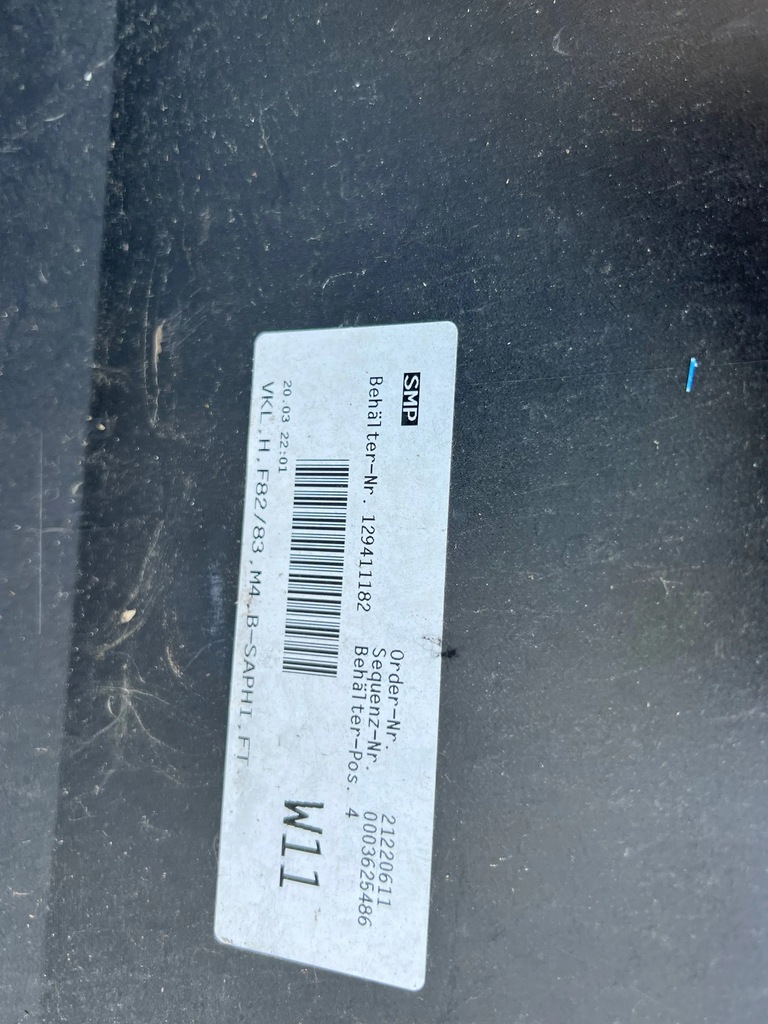 SMP
Behälter-Nr. 129411182
Order-Nr. 21220611
Sequenz-Nr. 0003625486
Behälter-Pos. 4
20.03 22:01
VKL,H,F82/83,M4,B-SAPHI,FT
W11